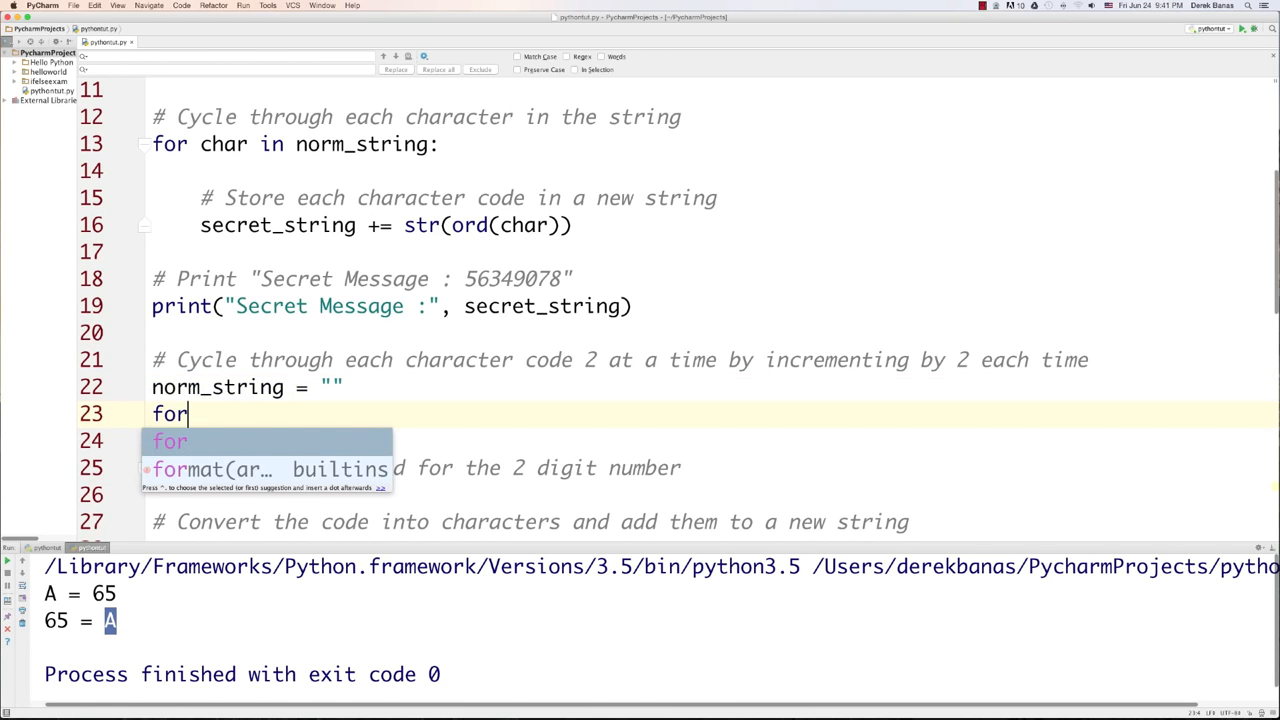 PyCharm File Edit View Navigate Code Refactor Run Tools VCS Window Help
10 Fri Jun 24 9:41 PM Derek Banas
pythontut.py - PycharmProjects - [~/PycharmProjects]
PycharmProjects pythontut.py
pythontut
pythontut.py ×
PycharmProject
Hello Python
helloworld
ifelseexam
pythontut.py
External Librarie
Match Case Regex Words
Replace Replace all Exclude Preserve Case In Selection
11
12 # Cycle through each character in the string
13 for char in norm_string:
14
15 # Store each character code in a new string
16 secret_string += str(ord(char))
17
18 # Print "Secret Message : 56349078"
19 print("Secret Message :", secret_string)
20
21 # Cycle through each character code 2 at a time by incrementing by 2 each time
22 norm_string = ""
23 for
24 for
25 format(ar… builtins d for the 2 digit number
Press ^. to choose the selected (or first) suggestion and insert a dot afterwards >>
26
27 # Convert the code into characters and add them to a new string
Run: pythontut pythontut
/Library/Frameworks/Python.framework/Versions/3.5/bin/python3.5 /Users/derekbanas/PycharmProjects/pytho
A = 65
65 = A
Process finished with exit code 0
23:4 LF≑ UTF-8≑